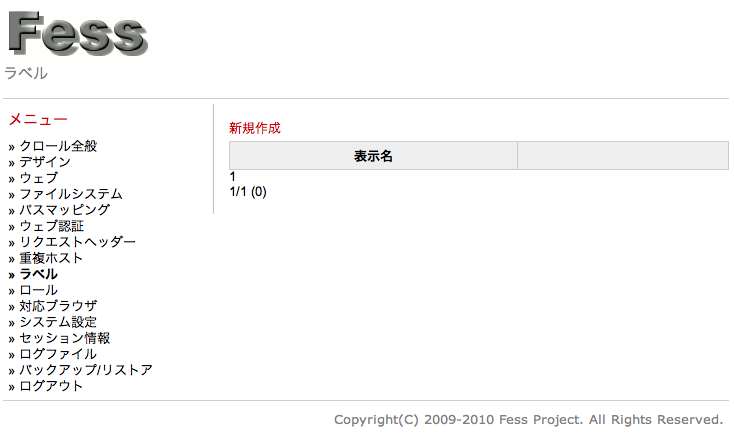 Fess
ラベル
メニュー
» クロール全般
» デザイン
» ウェブ
» ファイルシステム
» パスマッピング
» ウェブ認証
» リクエストヘッダー
» 重複ホスト
» ラベル
» ロール
» 対応ブラウザ
» システム設定
» セッション情報
» ログファイル
» バックアップ/リストア
» ログアウト
新規作成
表示名
1
1/1 (0)
Copyright(C) 2009-2010 Fess Project. All Rights Reserved.